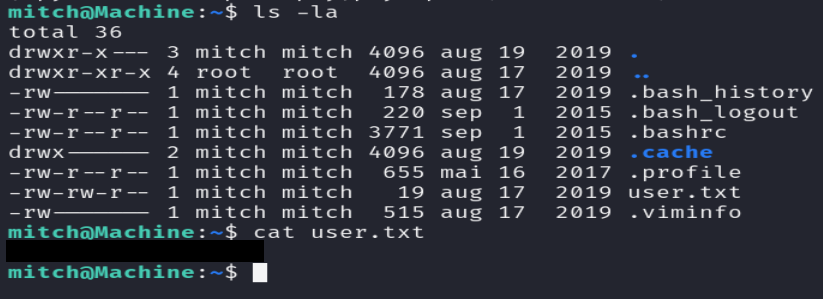 mitch@Machine:~$ ls -la
total 36
drwxr-x--- 3 mitch mitch 4096 aug 19  2019 .
drwxr-xr-x 4 root  root  4096 aug 17  2019 ..
-rw------- 1 mitch mitch  178 aug 17  2019 .bash_history
-rw-r--r-- 1 mitch mitch  220 sep  1  2015 .bash_logout
-rw-r--r-- 1 mitch mitch 3771 sep  1  2015 .bashrc
drwx------ 2 mitch mitch 4096 aug 19  2019 .cache
-rw-r--r-- 1 mitch mitch  655 mai 16  2017 .profile
-rw-rw-r-- 1 mitch mitch   19 aug 17  2019 user.txt
-rw------- 1 mitch mitch  515 aug 17  2019 .viminfo
mitch@Machine:~$ cat user.txt
mitch@Machine:~$